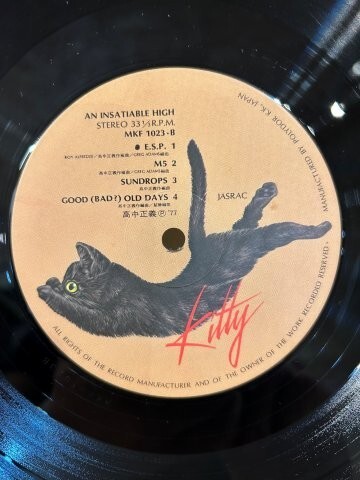 AN INSATIABLE HIGH
STEREO 33⅓ R.P.M.
MKF 1023-B
E.S.P. 1
M5 2
SUNDROPS 3
GOOD (BAD?) OLD DAYS 4
高中正義 Ⓟ '77
JASRAC
Kitty
MANUFACTURED BY POLYDOR K.K. JAPAN
ALL RIGHTS OF THE RECORD MANUFACTURER AND OF THE OWNER OF THE WORK RECORDED RESERVED -